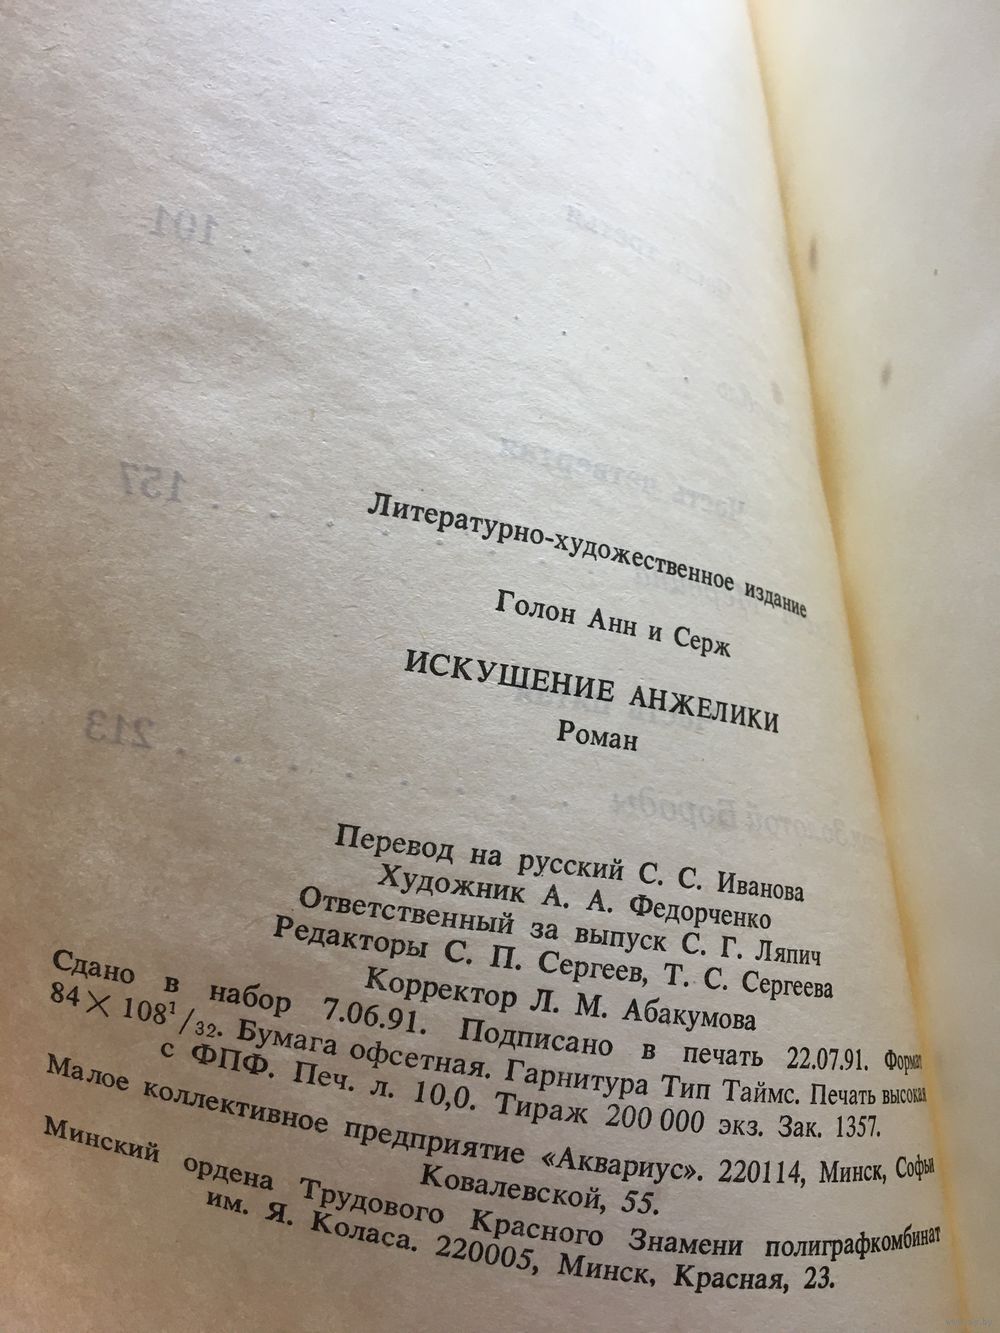 Литературно-художественное издание
Голон Анн и Серж
ИСКУШЕНИЕ АНЖЕЛИКИ
Роман
Перевод на русский С. С. Иванова
Художник А. А. Федорченко
Ответственный за выпуск С. Г. Ляпич
Редакторы С. П. Сергеев, Т. С. Сергеева
Корректор Л. М. Абакумова
Сдано в набор 7.06.91. Подписано в печать 22.07.91. Формат
84 × 108¹/₃₂. Бумага офсетная. Гарнитура Тип Таймс. Печать высокая
с ФПФ. Печ. л. 10,0. Тираж 200 000 экз. Зак. 1357.
Малое коллективное предприятие «Аквариус». 220114, Минск, Софьи
Ковалевской, 55.
Минский ордена Трудового Красного Знамени полиграфкомбинат
им. Я. Коласа. 220005, Минск, Красная, 23.
101
157
213